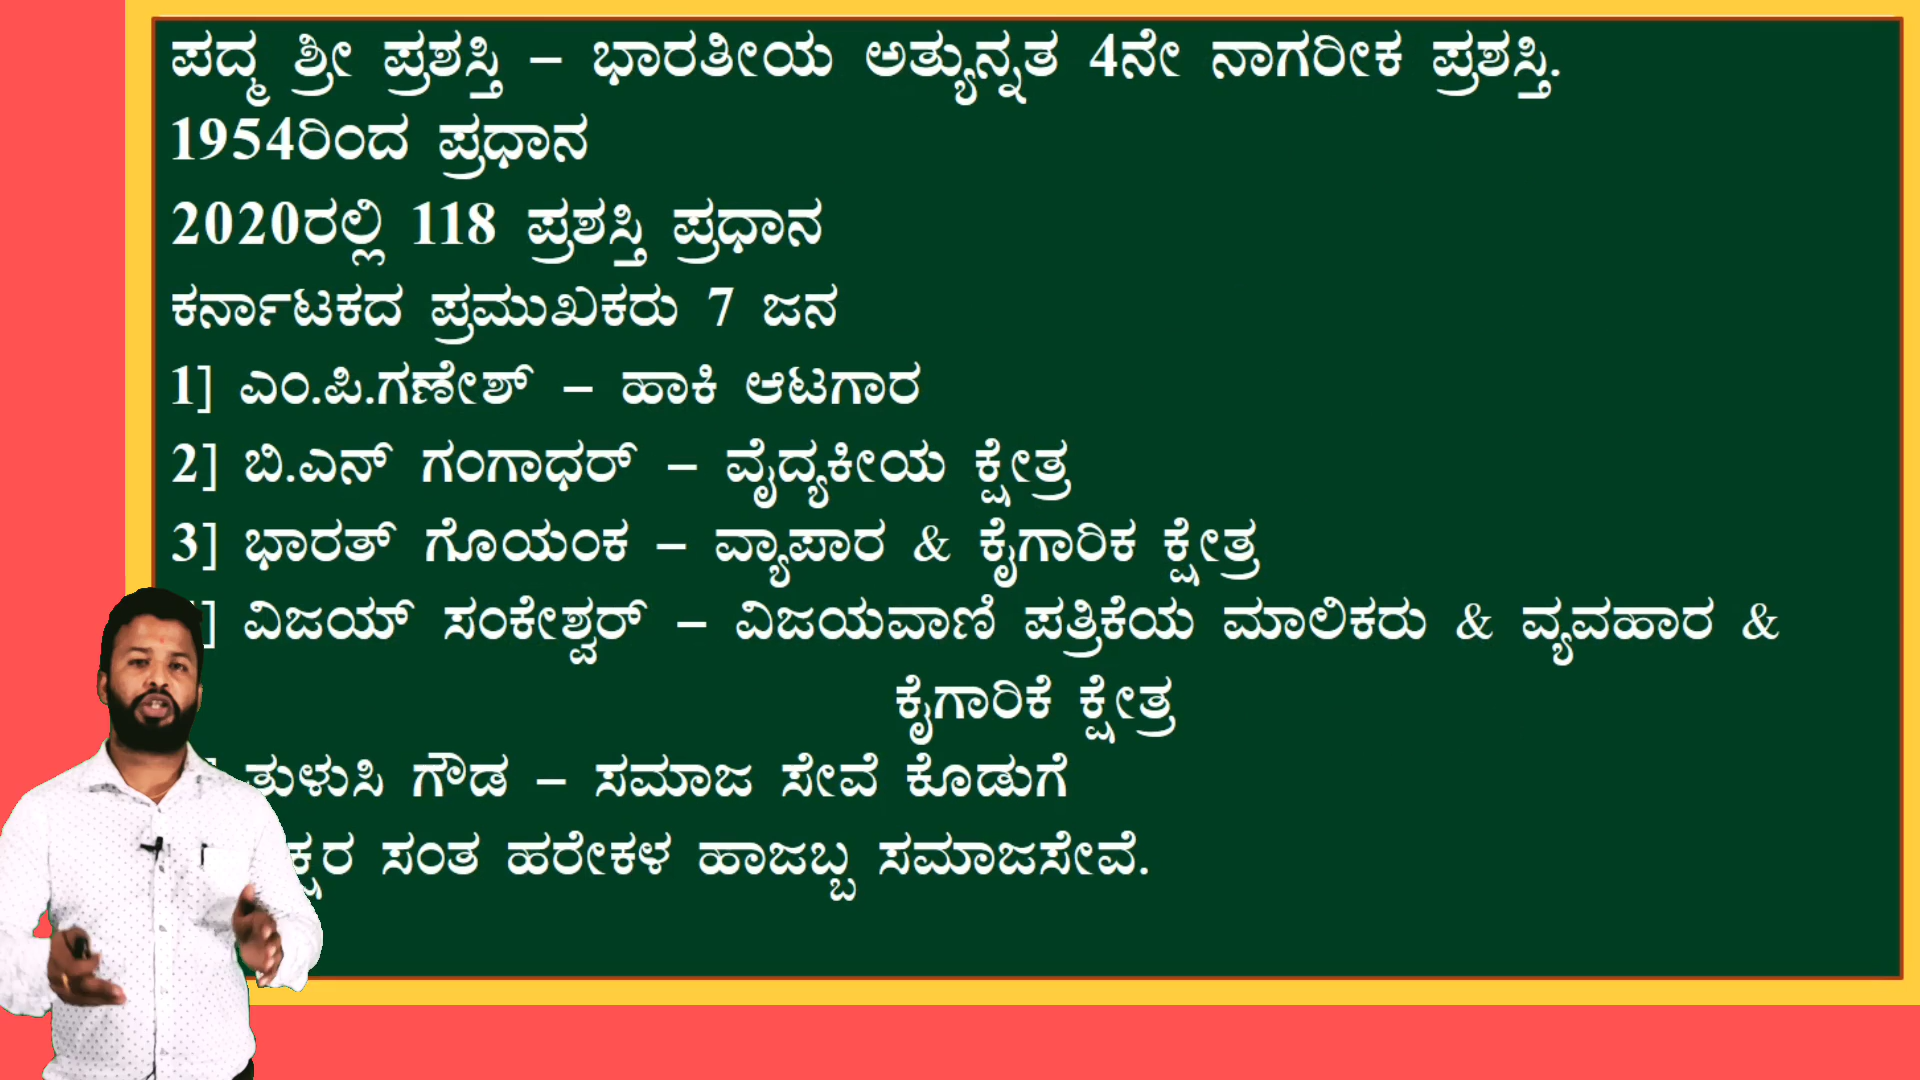 ಪದ್ಮ ಶ್ರೀ ಪ್ರಶಸ್ತಿ – ಭಾರತೀಯ ಅತ್ಯುನ್ನತ 4ನೇ ನಾಗರೀಕ ಪ್ರಶಸ್ತಿ.
1954ರಿಂದ ಪ್ರಧಾನ
2020ರಲ್ಲಿ 118 ಪ್ರಶಸ್ತಿ ಪ್ರಧಾನ
ಕರ್ನಾಟಕದ ಪ್ರಮುಖಕರು 7 ಜನ
1] ಎಂ.ಪಿ.ಗಣೇಶ್ – ಹಾಕಿ ಆಟಗಾರ
2] ಬಿ.ಎನ್ ಗಂಗಾಧರ್ – ವೈದ್ಯಕೀಯ ಕ್ಷೇತ್ರ
3] ಭಾರತ್ ಗೊಯಂಕ – ವ್ಯಾಪಾರ & ಕೈಗಾರಿಕ ಕ್ಷೇತ್ರ
] ವಿಜಯ್ ಸಂಕೇಶ್ವರ್ – ವಿಜಯವಾಣಿ ಪತ್ರಿಕೆಯ ಮಾಲಿಕರು & ವ್ಯವಹಾರ &
ಕೈಗಾರಿಕೆ ಕ್ಷೇತ್ರ
ತುಳುಸಿ ಗೌಡ – ಸಮಾಜ ಸೇವೆ ಕೊಡುಗೆ
ಸಂತ ಹರೇಕಳ ಹಾಜಬ್ಬ ಸಮಾಜಸೇವೆ.